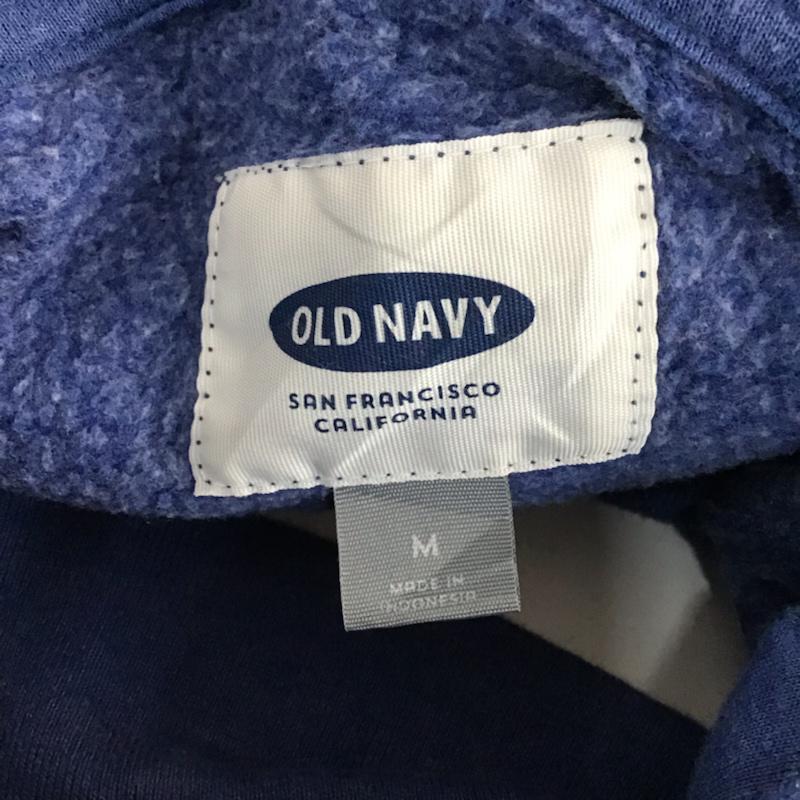 OLD NAVY
SAN FRANCISCO
CALIFORNIA
M
MADE IN
INDONESIA